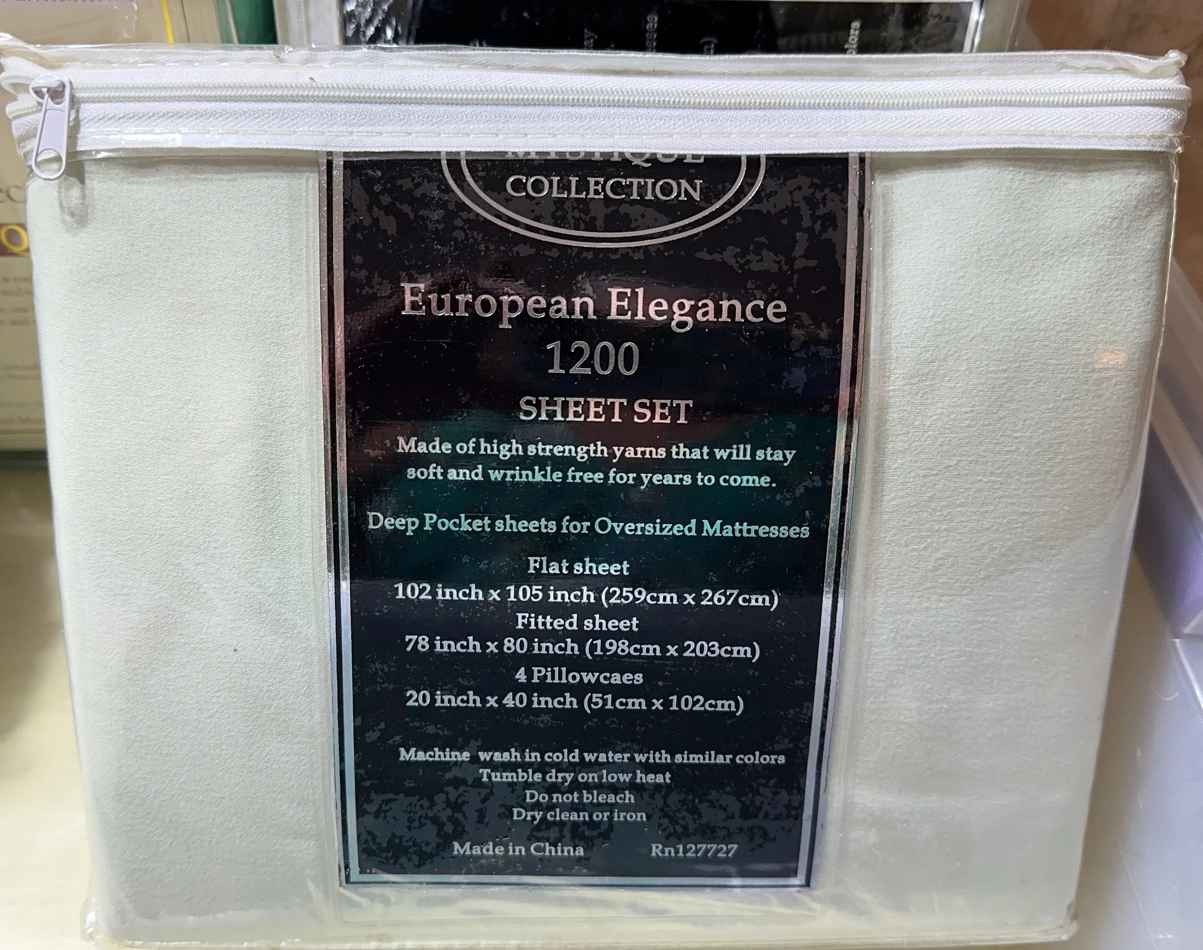 MYSTIQUE
COLLECTION
European Elegance
1200
SHEET SET
Made of high strength yarns that will stay
soft and wrinkle free for years to come.
Deep Pocket sheets for Oversized Mattresses
Flat sheet
102 inch x 105 inch (259cm x 267cm)
Fitted sheet
78 inch x 80 inch (198cm x 203cm)
4 Pillowcaes
20 inch x 40 inch (51cm x 102cm)
Machine wash in cold water with similar colors
Tumble dry on low heat
Do not bleach
Dry clean or iron
Made in China Rn127727